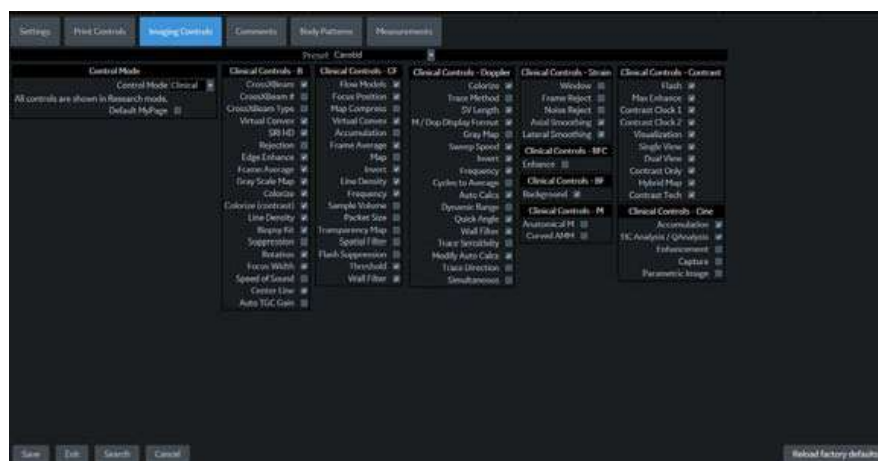 Settings
Print Controls
Imaging Controls
Comments
Body Patterns
Measurements
Preset Carotid
Control Mode
Control Mode Clinical
All controls are shown in Research mode.
Default MyPage
Clinical Controls - B
CrossXBeam
CrossXBeam #
CrossXBeam Type
Virtual Convex
SRI HD
Rejection
Edge Enhance
Frame Average
Gray Scale Map
Colorize
Colorize (contrast)
Line Density
Biopsy Kit
Suppression
Rotation
Focus Width
Speed of Sound
Center Line
Auto TGC Gain
Clinical Controls - CF
Flow Models
Focus Position
Map Compress
Virtual Convex
Accumulation
Frame Average
Map
Invert
Line Density
Frequency
Sample Volume
Packet Size
Transparency Map
Spatial Filter
Flash Suppression
Threshold
Wall Filter
Clinical Controls - Doppler
Colorize
Trace Method
SV Length
M / Dop Display Format
Gray Map
Sweep Speed
Invert
Frequency
Cycles to Average
Auto Calcs
Dynamic Range
Quick Angle
Wall Filter
Trace Sensitivity
Modify Auto Calcs
Trace Direction
Simultaneous
Clinical Controls - Strain
Window
Frame Reject
Noise Reject
Axial Smoothing
Lateral Smoothing
Clinical Controls - BFC
Enhance
Clinical Controls - BF
Background
Clinical Controls - M
Anatomical M
Curved AMM
Clinical Controls - Contrast
Flash
Max Enhance
Contrast Clock 1
Contrast Clock 2
Visualization
Single View
Dual View
Contrast Only
Hybrid Map
Contrast Tech
Clinical Controls - Cine
Accumulation
TIC Analysis / QAnalysis
Enhancement
Capture
Parametric Image
Save
Exit
Search
Cancel
Reload factory defaults